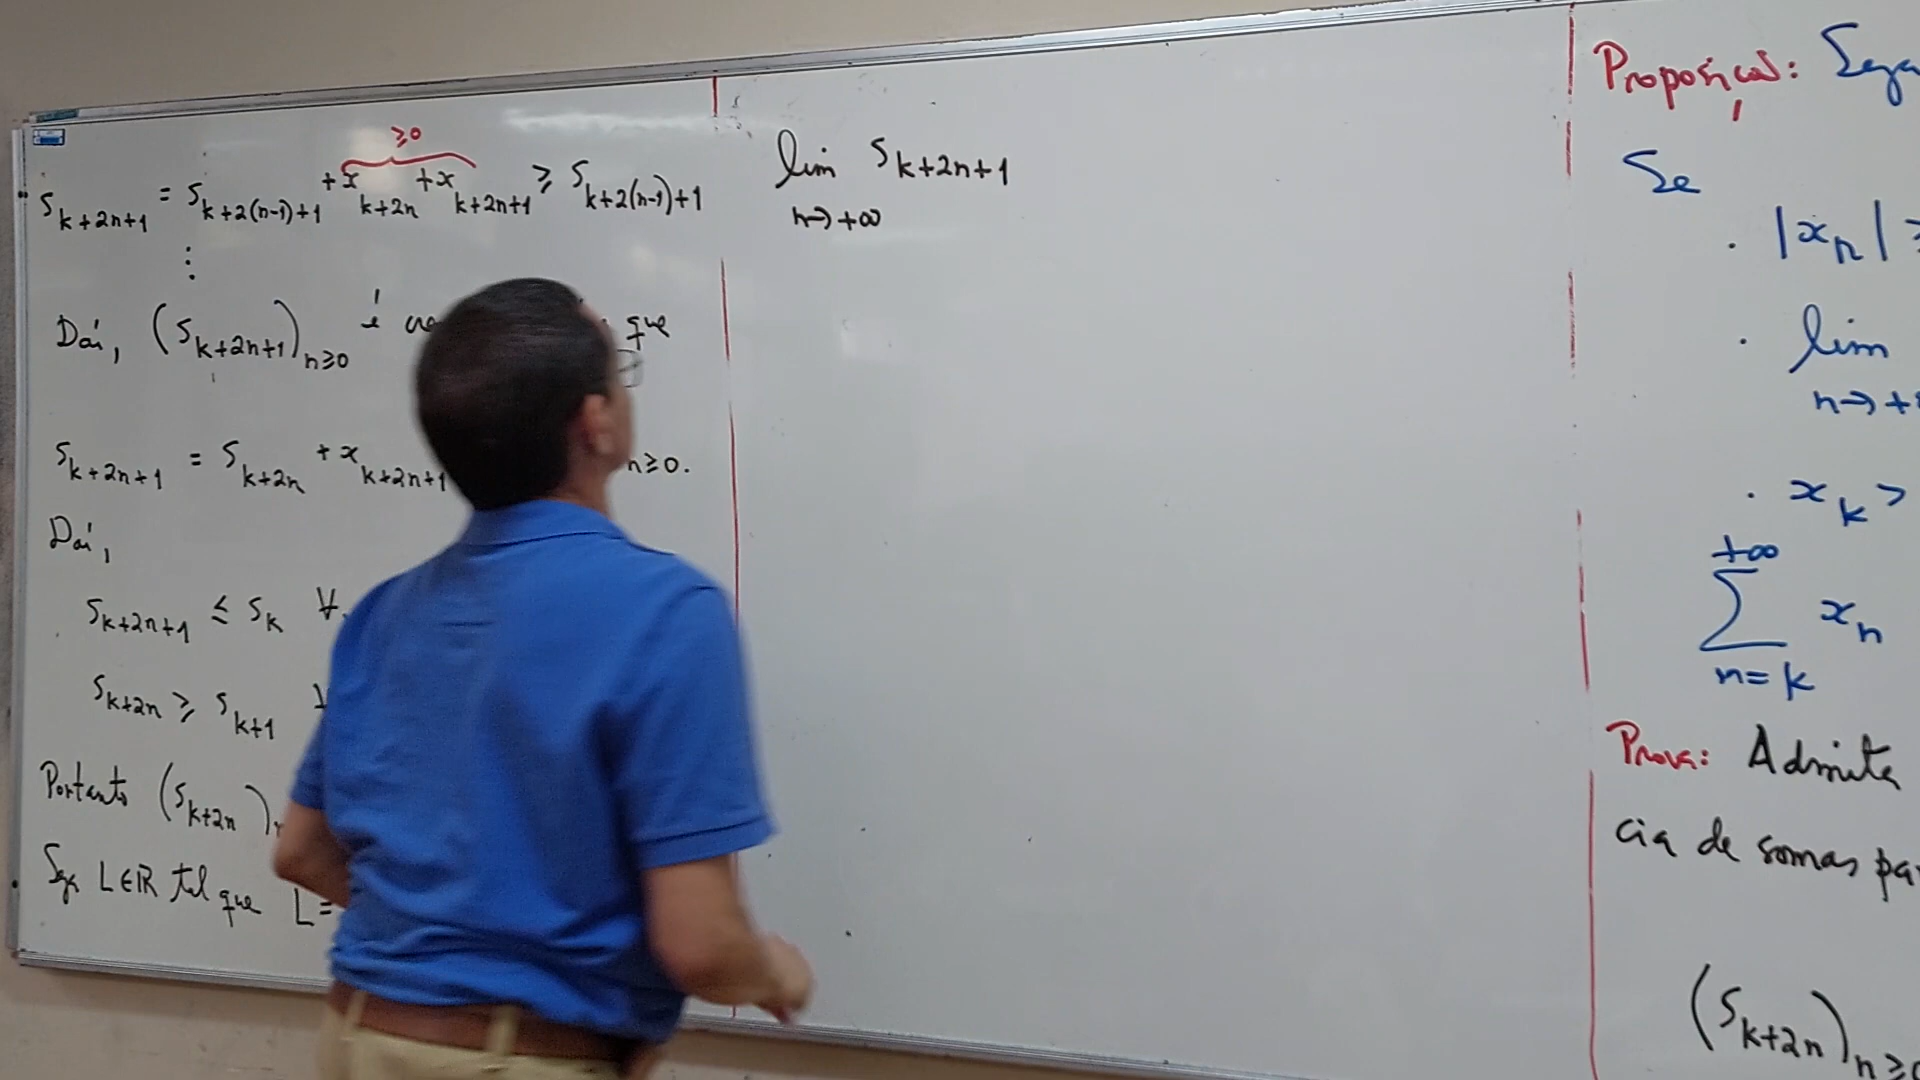 s_{k+2n+1} = s_{k+2(n-1)+1} + x_{k+2n} + x_{k+2n+1} ≥ s_{k+2(n-1)+1}
≥0
⋮
Daí, (s_{k+2n+1})_{n≥0} é que
s_{k+2n+1} = s_{k+2n} + x_{k+2n+1} n≥0.
Daí,
s_{k+2n+1} ≤ s_k ∀
s_{k+2n} ≥ s_{k+1}
Portanto (s_{k+2n})
Seja L∈ℝ tal que L=
lim s_{k+2n+1}
n→+∞
Proposição: Seja
Se
· |x_n| ≥
· lim
n→+∞
· x_k >
+∞
∑ x_n
n=k
Prova: Admita
cia de somas
(s_{k+2n})_{n≥0}